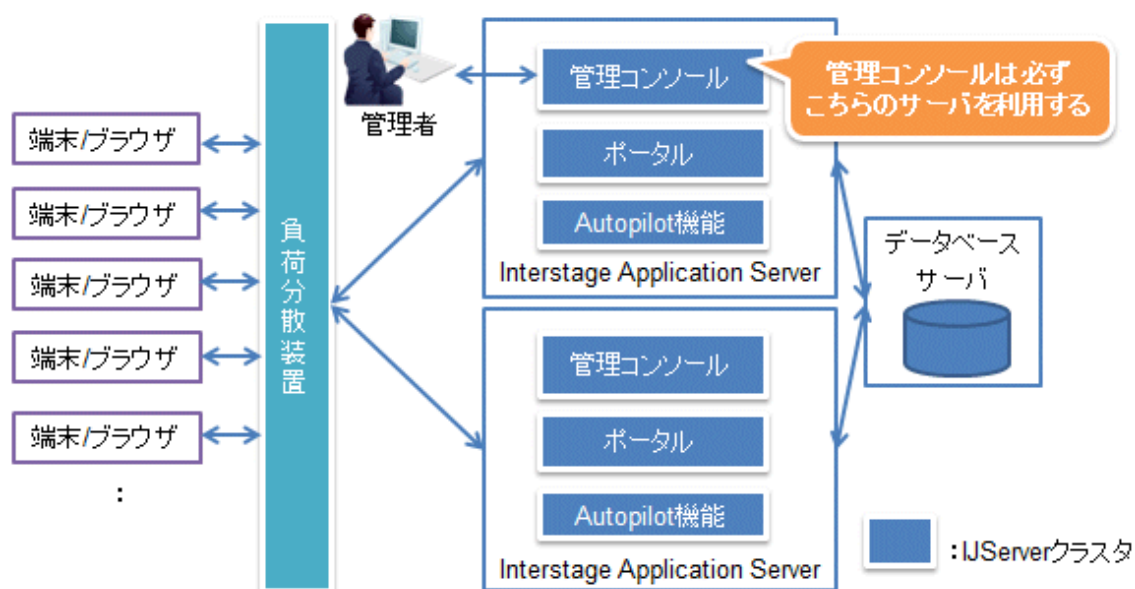 端末/ブラウザ
端末/ブラウザ
端末/ブラウザ
端末/ブラウザ
端末/ブラウザ
：
負荷分散装置
管理者
管理コンソール
ポータル
Autopilot機能
Interstage Application Server
管理コンソールは必ず
こちらのサーバを利用する
管理コンソール
ポータル
Autopilot機能
Interstage Application Server
データベース
サーバ
：IJServerクラスタ